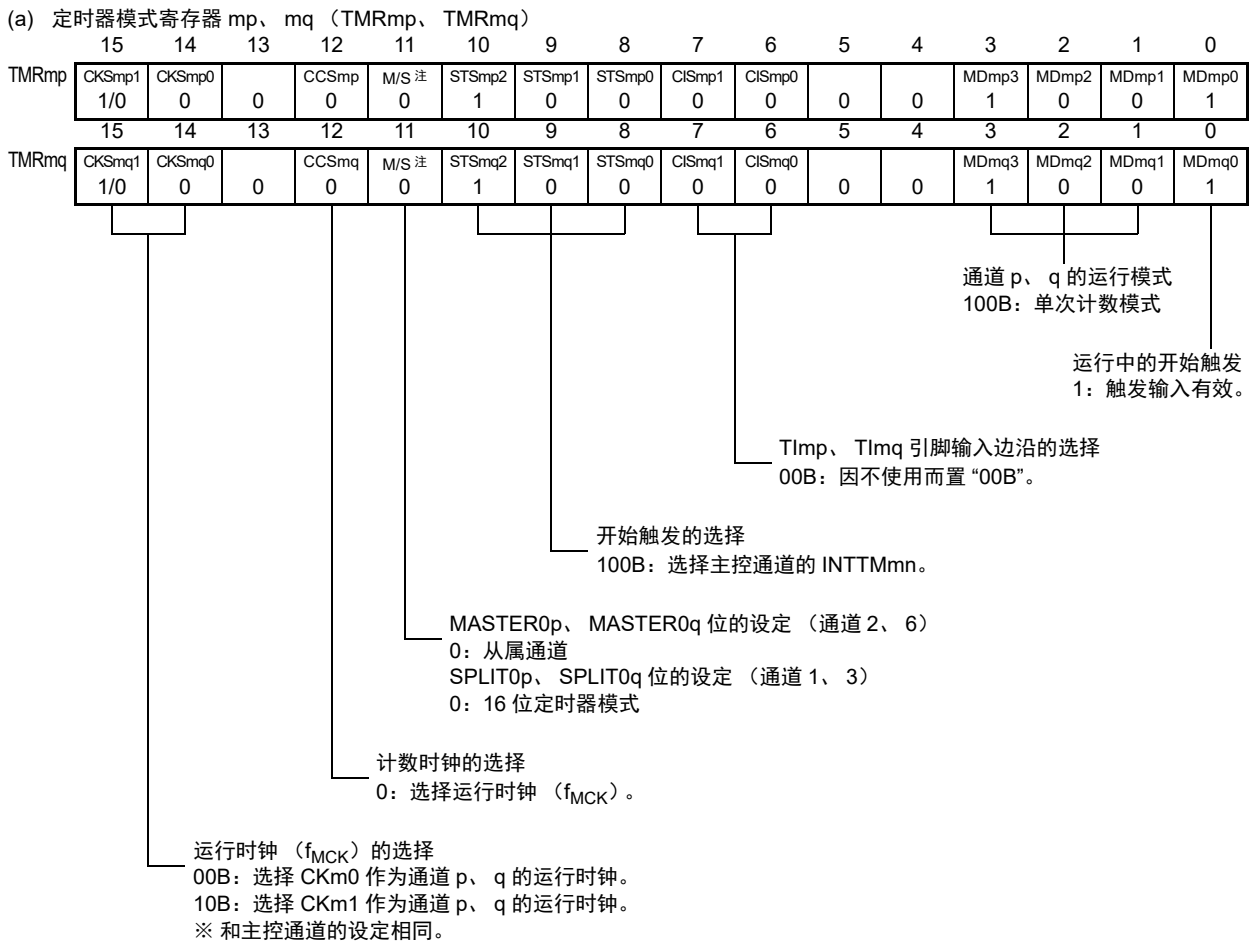 (a) 定时器模式寄存器 mp、 mq （TMRmp、 TMRmq）
15 14 13 12 11 10 9 8 7 6 5 4 3 2 1 0
TMRmp CKSmp1 CKSmp0 CCSmp M/S 注 STSmp2 STSmp1 STSmp0 CISmp1 CISmp0 MDmp3 MDmp2 MDmp1 MDmp0
1/0 0 0 0 0 1 0 0 0 0 0 0 1 0 0 1
15 14 13 12 11 10 9 8 7 6 5 4 3 2 1 0
TMRmq CKSmq1 CKSmq0 CCSmq M/S 注 STSmq2 STSmq1 STSmq0 CISmq1 CISmq0 MDmq3 MDmq2 MDmq1 MDmq0
1/0 0 0 0 0 1 0 0 0 0 0 0 1 0 0 1
通道 p、 q 的运行模式
100B：单次计数模式
运行中的开始触发
1：触发输入有效。
TImp、 TImq 引脚输入边沿的选择
00B：因不使用而置 “00B”。
开始触发的选择
100B：选择主控通道的 INTTMmn。
MASTER0p、 MASTER0q 位的设定 （通道 2、 6）
0：从属通道
SPLIT0p、 SPLIT0q 位的设定 （通道 1、 3）
0：16 位定时器模式
计数时钟的选择
0：选择运行时钟 （fMCK）。
运行时钟 （fMCK）的选择
00B：选择 CKm0 作为通道 p、 q 的运行时钟。
10B：选择 CKm1 作为通道 p、 q 的运行时钟。
※ 和主控通道的设定相同。